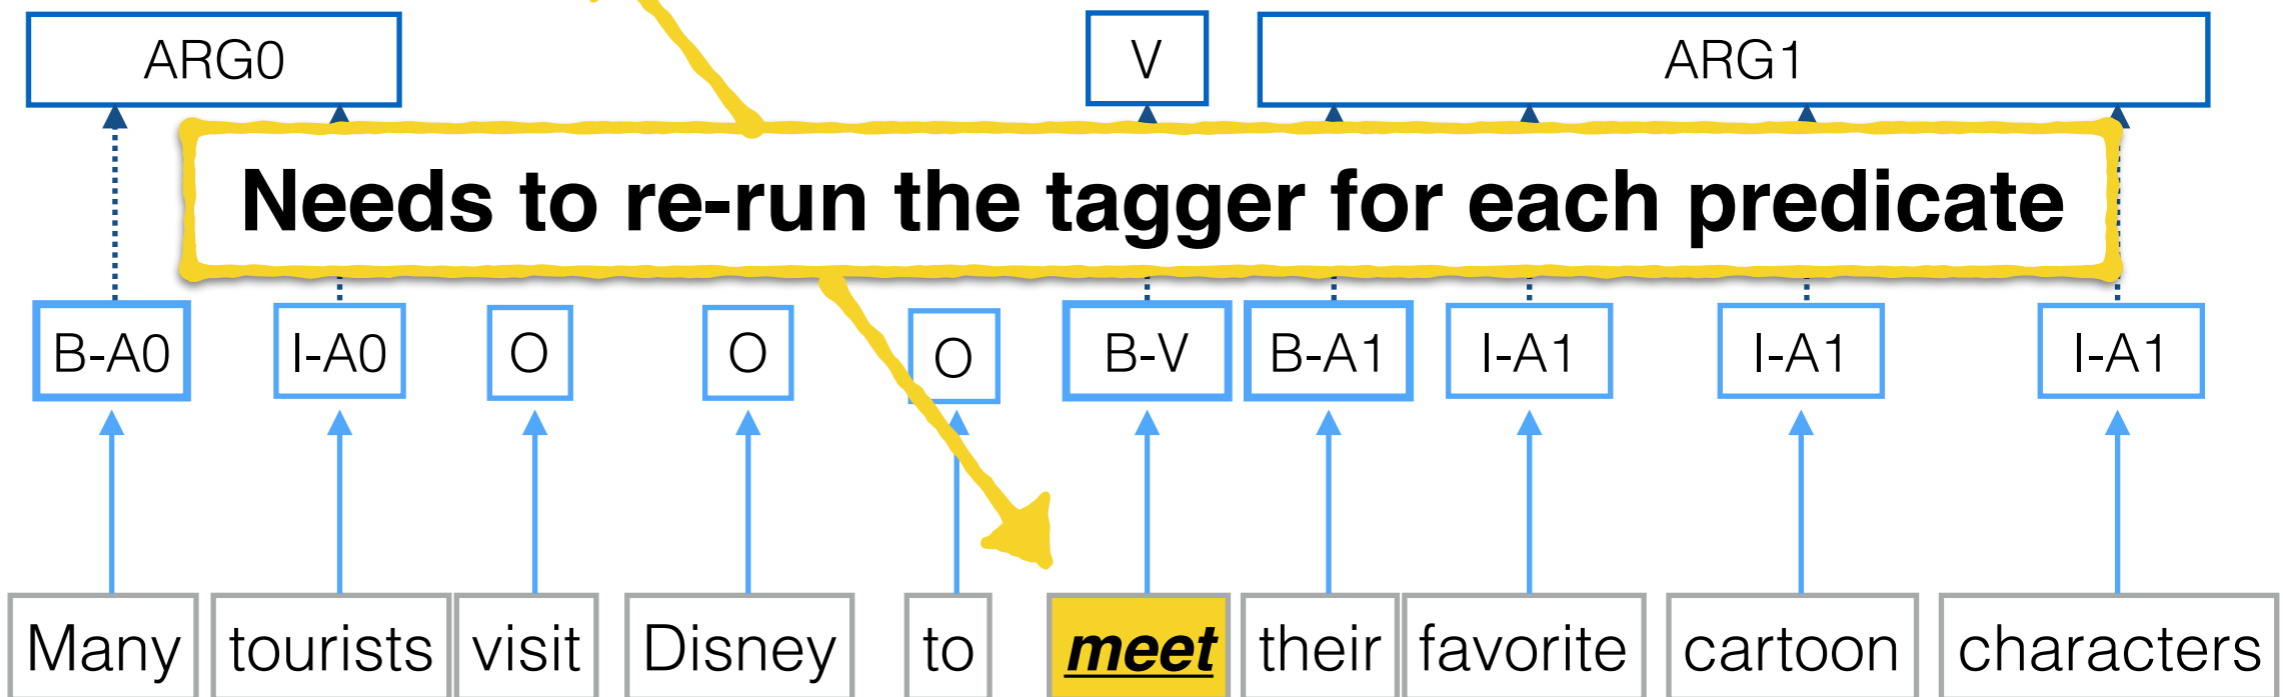 ARG0 V ARG1
Needs to re-run the tagger for each predicate
B-A0 I-A0 O O O B-V B-A1 I-A1 I-A1 I-A1
Many tourists visit Disney to meet their favorite cartoon characters